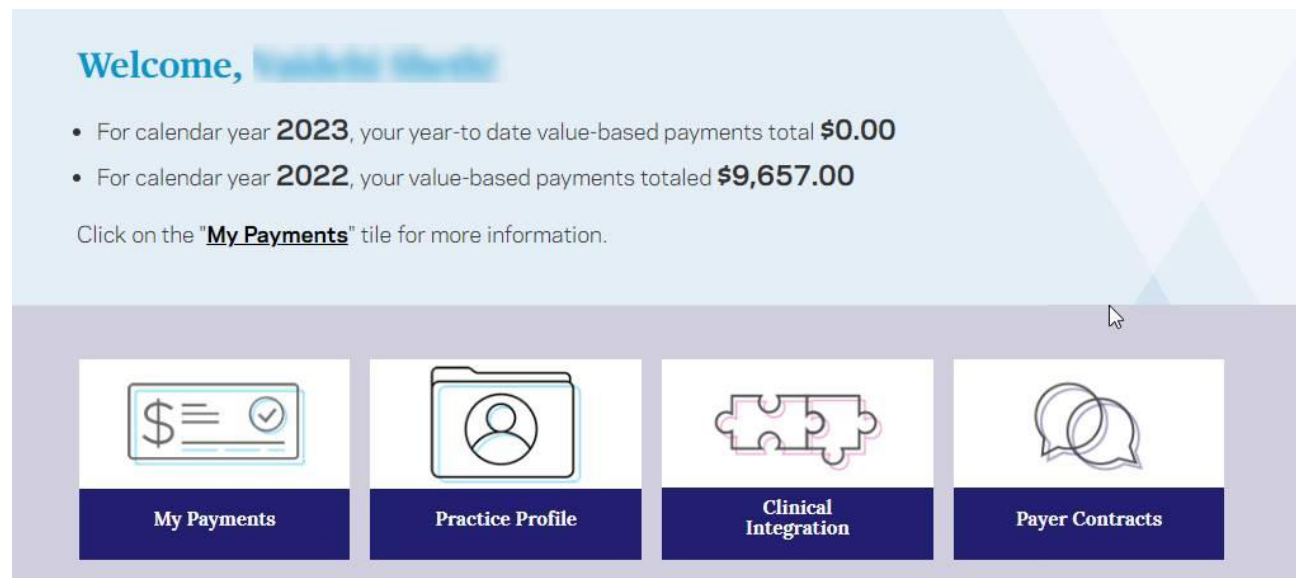 Welcome,
• For calendar year 2023, your year-to date value-based payments total $0.00
• For calendar year 2022, your value-based payments totaled $9,657.00
Click on the "My Payments" tile for more information.
$
My Payments
Practice Profile
Clinical
Integration
Payer Contracts